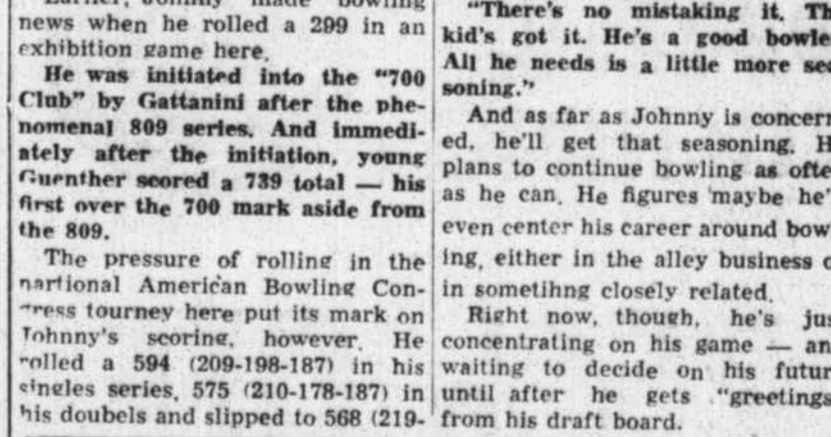 Johnny made bowling
news when he rolled a 299 in an
exhibition game here.
He was initiated into the "700
Club" by Gattanini after the phe-
nomenal 809 series. And immedi-
ately after the initiation, young
Guenther scored a 739 total — his
first over the 700 mark aside from
the 809.
The pressure of rolling in the
nartional American Bowling Con-
gress tourney here put its mark on
Johnny's scoring, however. He
rolled a 594 (209-198-187) in his
singles series, 575 (210-178-187) in
his doubels and slipped to 568 (219-
"There's no mistaking it. Th
kid's got it. He's a good bowle
All he needs is a little more sea
soning."
And as far as Johnny is concern
ed, he'll get that seasoning. H
plans to continue bowling as ofte
as he can. He figures maybe he'
even center his career around bow
ing, either in the alley business o
in sometihng closely related.
Right now, though, he's jus
concentrating on his game — an
waiting to decide on his futur
until after he gets "greetings
from his draft board.